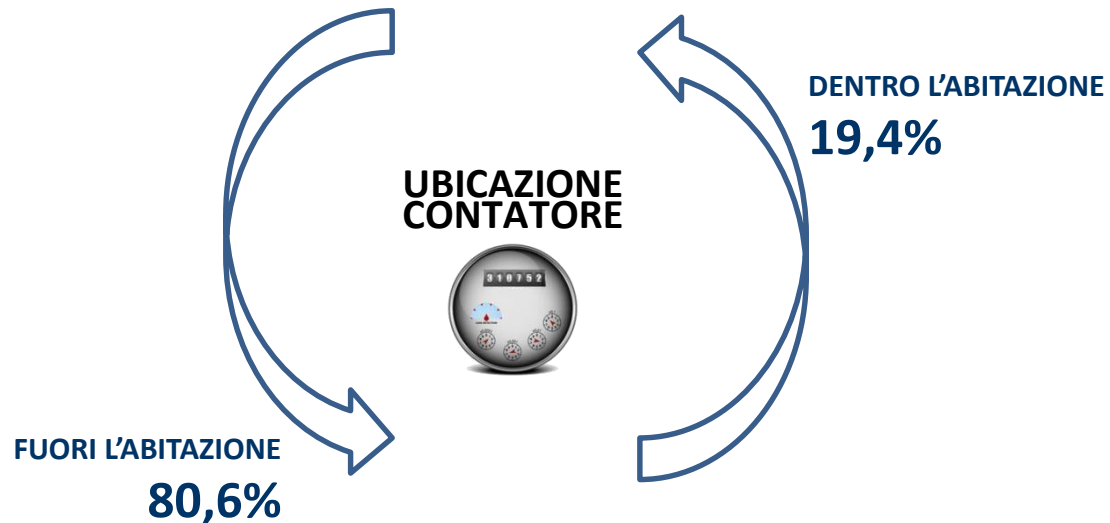 DENTRO L’ABITAZIONE
19,4%
UBICAZIONE
CONTATORE
310752
FUORI L’ABITAZIONE
80,6%